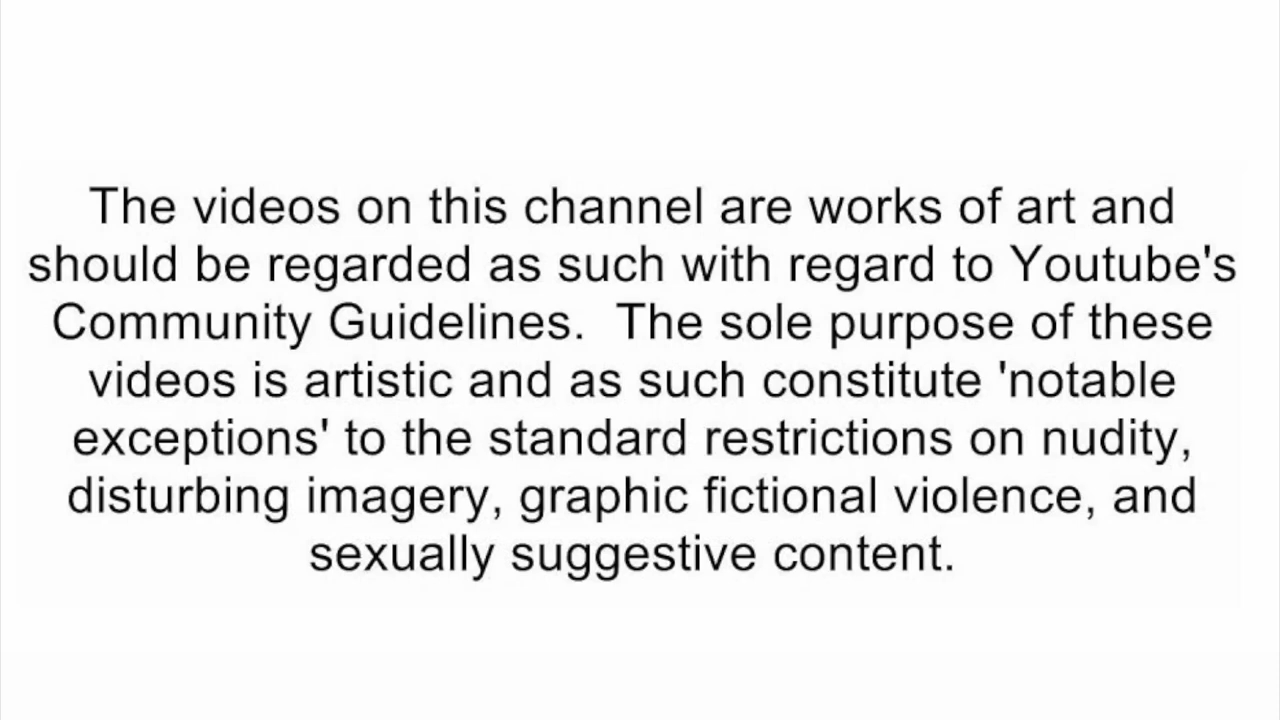 The videos on this channel are works of art and
should be regarded as such with regard to Youtube's
Community Guidelines.  The sole purpose of these
videos is artistic and as such constitute 'notable
exceptions' to the standard restrictions on nudity,
disturbing imagery, graphic fictional violence, and
sexually suggestive content.